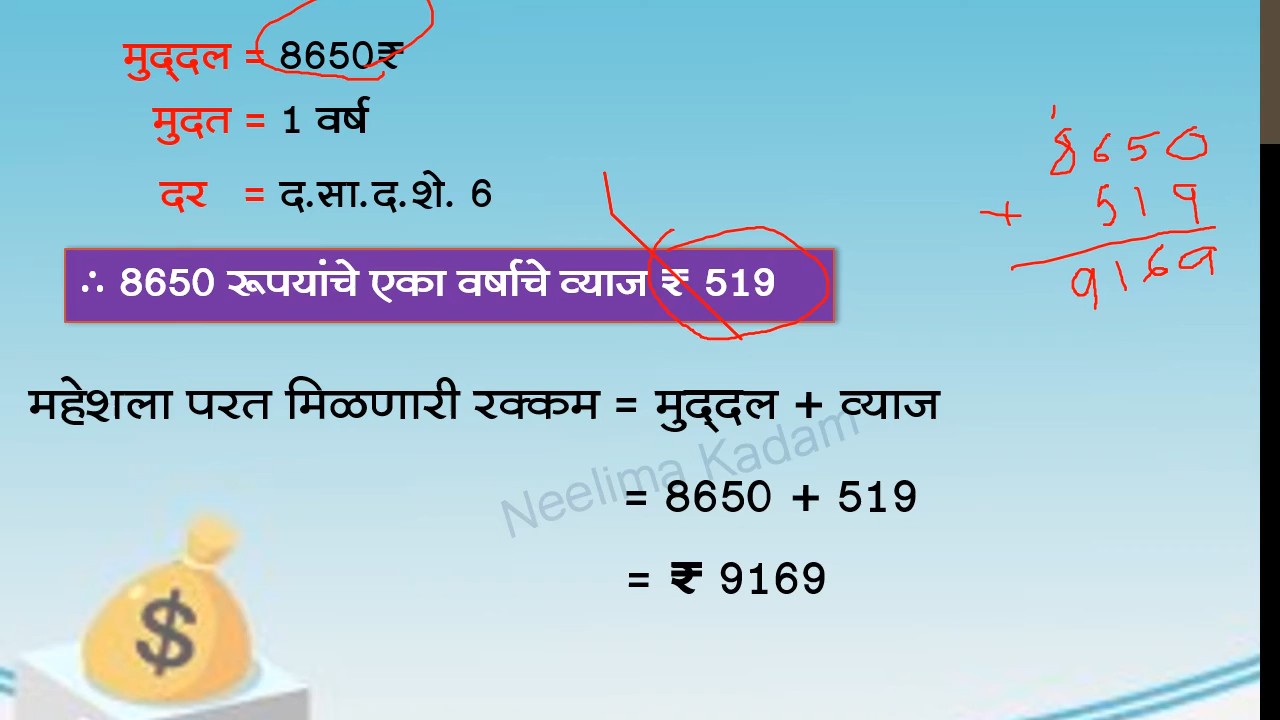 मुद्दल = 8650₹
मुदत = 1 वर्ष
दर = द.सा.द.शे. 6
∴ 8650 रूपयांचे एका वर्षाचे व्याज ₹ 519
1
8650
+ 519
9169
महेशला परत मिळणारी रक्कम = मुद्दल + व्याज
= 8650 + 519
= ₹ 9169
Neelima Kadam
$